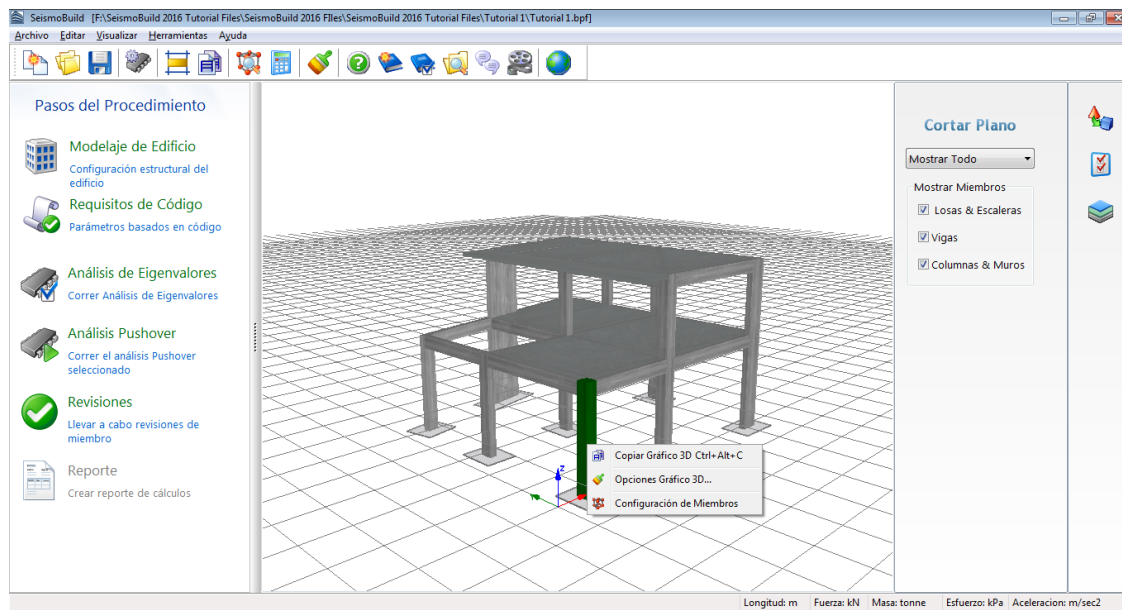 SeismoBuild [F:\SeismoBuild 2016 Tutorial Files\SeismoBuild 2016 FIles\SeismoBuild 2016 Tutorial Files\Tutorial 1\Tutorial 1.bpf]
Archivo Editar Visualizar Herramientas Ayuda
Pasos del Procedimiento
Modelaje de Edificio
Configuración estructural del
edificio
Requisitos de Código
Parámetros basados en código
Análisis de Eigenvalores
Correr Análisis de Eigenvalores
Análisis Pushover
Correr el análisis Pushover
seleccionado
Revisiones
Llevar a cabo revisiones de
miembro
Reporte
Crear reporte de cálculos
z
Copiar Gráfico 3D Ctrl+Alt+C
Opciones Gráfico 3D...
Configuración de Miembros
Cortar Plano
Mostrar Todo
Mostrar Miembros
Losas & Escaleras
Vigas
Columnas & Muros
Longitud: m Fuerza: kN Masa: tonne Esfuerzo: kPa Aceleracion: m/sec2